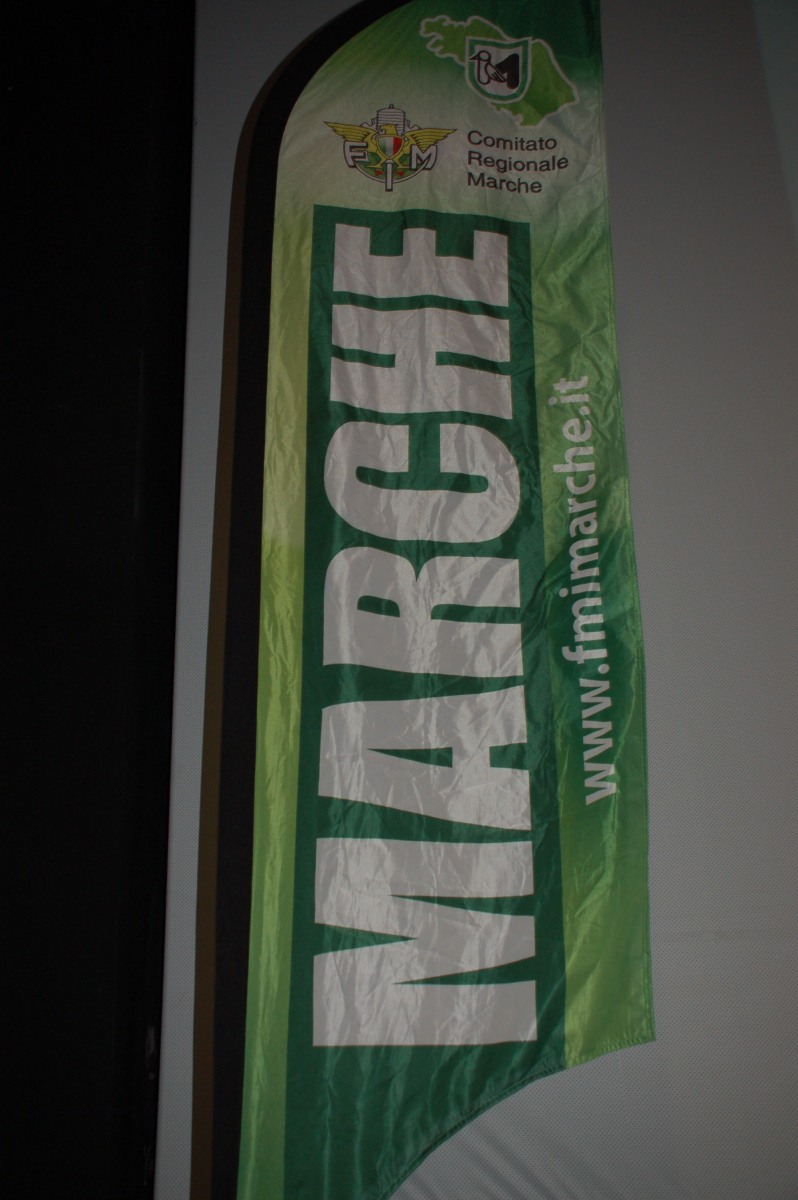 FMI
Comitato
Regionale
Marche
MARCHE
www.fmimarche.it